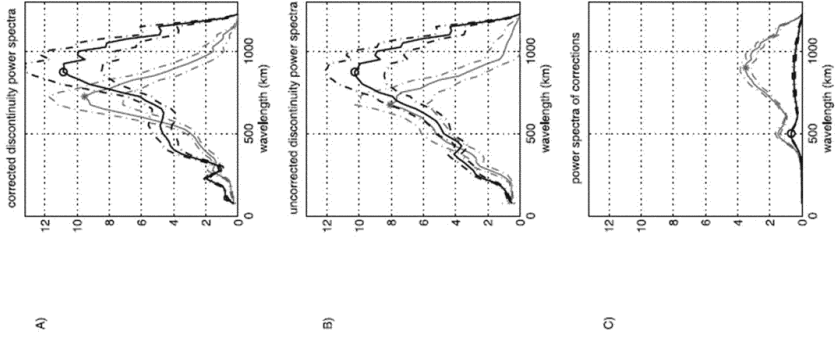 A)
corrected discontinuity power spectra
12
10
8
6
4
2
0
0 500 1000
wavelength (km)
B)
uncorrected discontinuity power spectra
12
10
8
6
4
2
0
0 500 1000
wavelength (km)
C)
power spectra of corrections
12
10
8
6
4
2
0
0 500 1000
wavelength (km)